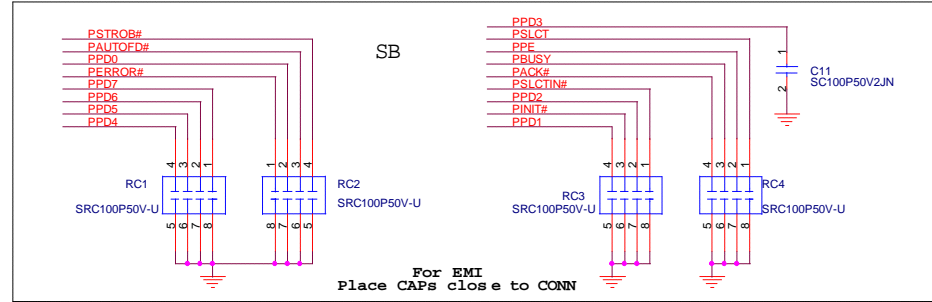 PSTROB#
PAUTOFD#
PPD0
PERROR#
PPD7
PPD6
PPD5
PPD4
SB
4 3 2 1
1 2 3 4
RC1
SRC100P50V-U
RC2
SRC100P50V-U
5 6 7 8
8 7 6 5
PPD3
PSLCT
PPE
PBUSY
PACK#
PSLCTIN#
PPD2
PINIT#
PPD1
1
C11
SC100P50V2JN
2
4 3 2 1
4 3 2 1
RC3
SRC100P50V-U
RC4
SRC100P50V-U
5 6 7 8
5 6 7 8
For EMI
Place CAPs close to CONN